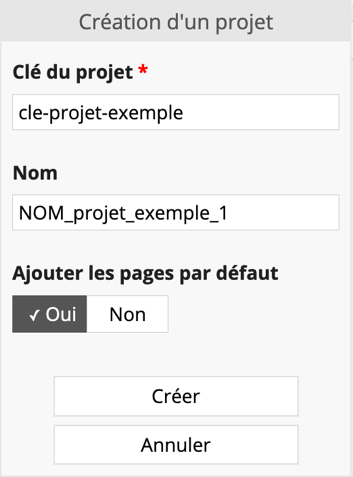 Création d'un projet
Clé du projet *
cle-projet-exemple
Nom
NOM_projet_exemple_1
Ajouter les pages par défaut
✓ Oui Non
Créer
Annuler